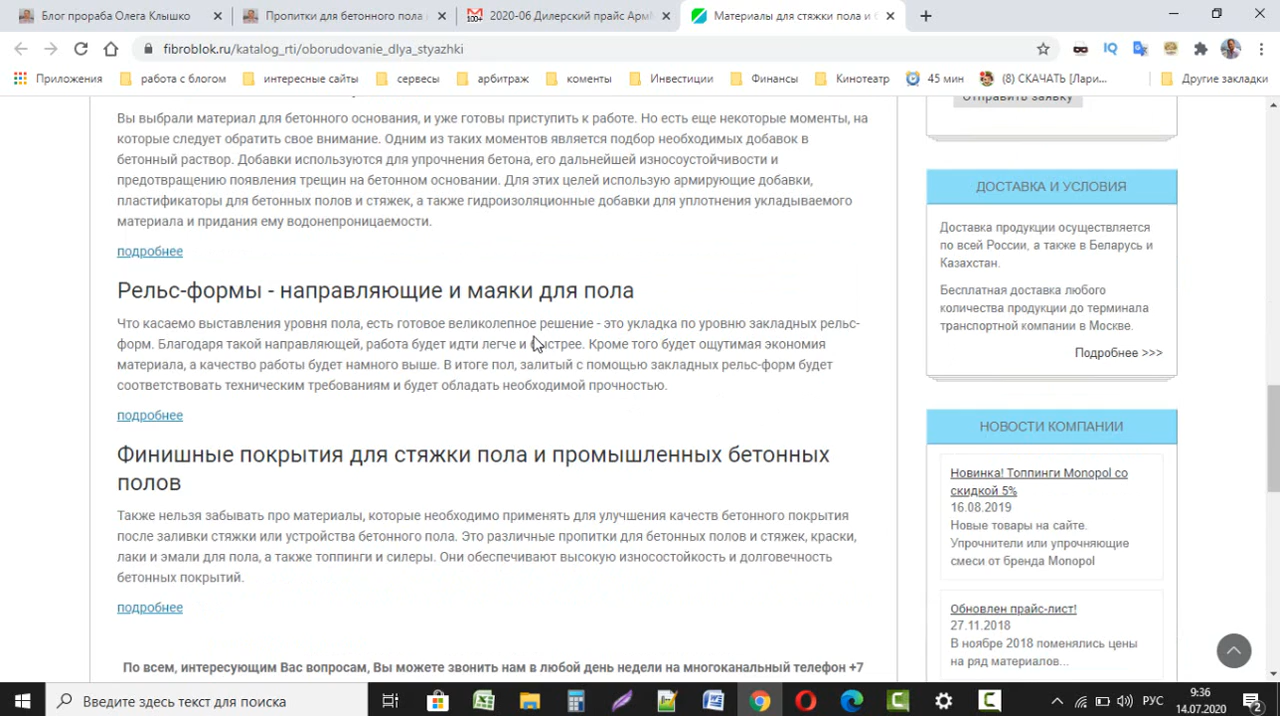 Блог прораба Олега Клышко
Пропитки для бетонного пола
2020-06 Дилерский прайс Арм
Материалы для стяжки пола и б
fibroblok.ru/katalog_rti/oborudovanie_dlya_styazhki
Приложения
работа с блогом
интересные сайты
сервесы
арбитраж
коменты
Инвестиции
Финансы
Кинотеатр
45 мин
(8) СКАЧАТЬ [Лари...
Другие закладки
Вы выбрали материал для бетонного основания, и уже готовы приступить к работе. Но есть еще некоторые моменты, на
которые следует обратить свое внимание. Одним из таких моментов является подбор необходимых добавок в
бетонный раствор. Добавки используются для упрочнения бетона, его дальнейшей износоустойчивости и
предотвращению появления трещин на бетонном основании. Для этих целей использую армирующие добавки,
пластификаторы для бетонных полов и стяжек, а также гидроизоляционные добавки для уплотнения укладываемого
материала и придания ему водонепроницаемости.
подробнее
Рельс-формы - направляющие и маяки для пола
Что касаемо выставления уровня пола, есть готовое великолепное решение - это укладка по уровню закладных рельс-
форм. Благодаря такой направляющей, работа будет идти легче и быстрее. Кроме того будет ощутимая экономия
материала, а качество работы будет намного выше. В итоге пол, залитый с помощью закладных рельс-форм будет
соответствовать техническим требованиям и будет обладать необходимой прочностью.
подробнее
Финишные покрытия для стяжки пола и промышленных бетонных
полов
Также нельзя забывать про материалы, которые необходимо применять для улучшения качеств бетонного покрытия
после заливки стяжки или устройства бетонного пола. Это различные пропитки для бетонных полов и стяжек, краски,
лаки и эмали для пола, а также топпинги и силеры. Они обеспечивают высокую износостойкость и долговечность
бетонных покрытий.
подробнее
По всем, интересующим Вас вопросам, Вы можете звонить нам в любой день недели на многоканальный телефон +7
Отправить заявку
ДОСТАВКА И УСЛОВИЯ
Доставка продукции осуществляется
по всей России, а также в Беларусь и
Казахстан.
Бесплатная доставка любого
количества продукции до терминала
транспортной компании в Москве.
Подробнее >>>
НОВОСТИ КОМПАНИИ
Новинка! Топпинги Monopol со
скидкой 5%
16.08.2019
Новые товары на сайте.
Упрочнители или упрочняющие
смеси от бренда Monopol
Обновлен прайс-лист!
27.11.2018
В ноябре 2018 поменялись цены
на ряд материалов...
Введите здесь текст для поиска
РУС
9:36
14.07.2020
2